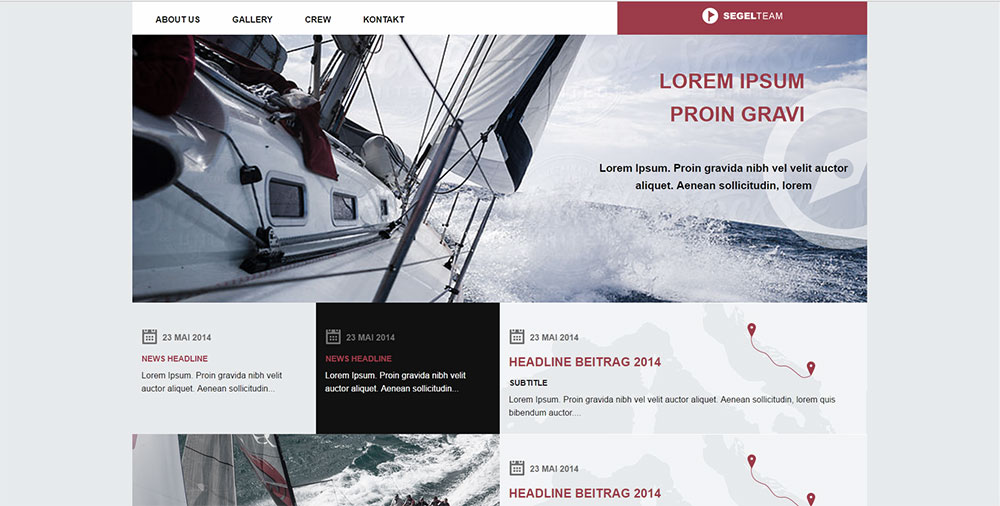 ABOUT US GALLERY CREW KONTAKT SEGELTEAM
LOREM IPSUM
PROIN GRAVI
Lorem Ipsum. Proin gravida nibh vel velit auctor
aliquet. Aenean sollicitudin, lorem
23 MAI 2014
NEWS HEADLINE
Lorem Ipsum. Proin gravida nibh vel velit
auctor aliquet. Aenean sollicitudin...
23 MAI 2014
NEWS HEADLINE
Lorem Ipsum. Proin gravida nibh vel velit
auctor aliquet. Aenean sollicitudin...
23 MAI 2014
HEADLINE BEITRAG 2014
SUBTITLE
Lorem Ipsum. Proin gravida nibh vel velit auctor aliquet. Aenean sollicitudin, lorem quis
bibendum auctor....
23 MAI 2014
HEADLINE BEITRAG 2014